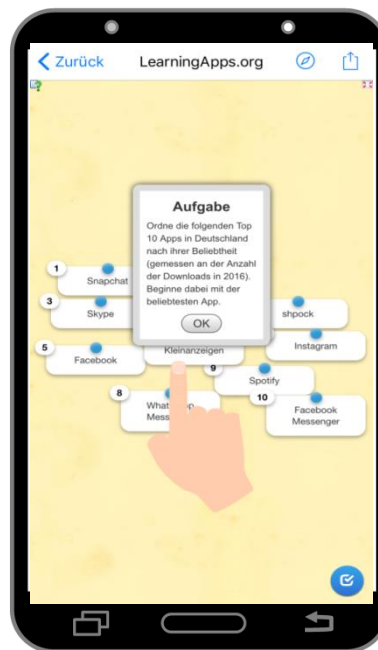 Zurück LearningApps.org
Aufgabe
Ordne die folgenden Top
10 Apps in Deutschland
nach ihrer Beliebtheit
(gemessen an der Anzahl
der Downloads in 2016).
Beginne dabei mit der
beliebtesten App.
OK
1
Snapchat
3
Skype
shpock
5
Facebook
Kleinanzeigen
Instagram
9
Spotify
8
Messenger
10
Facebook
Messenger